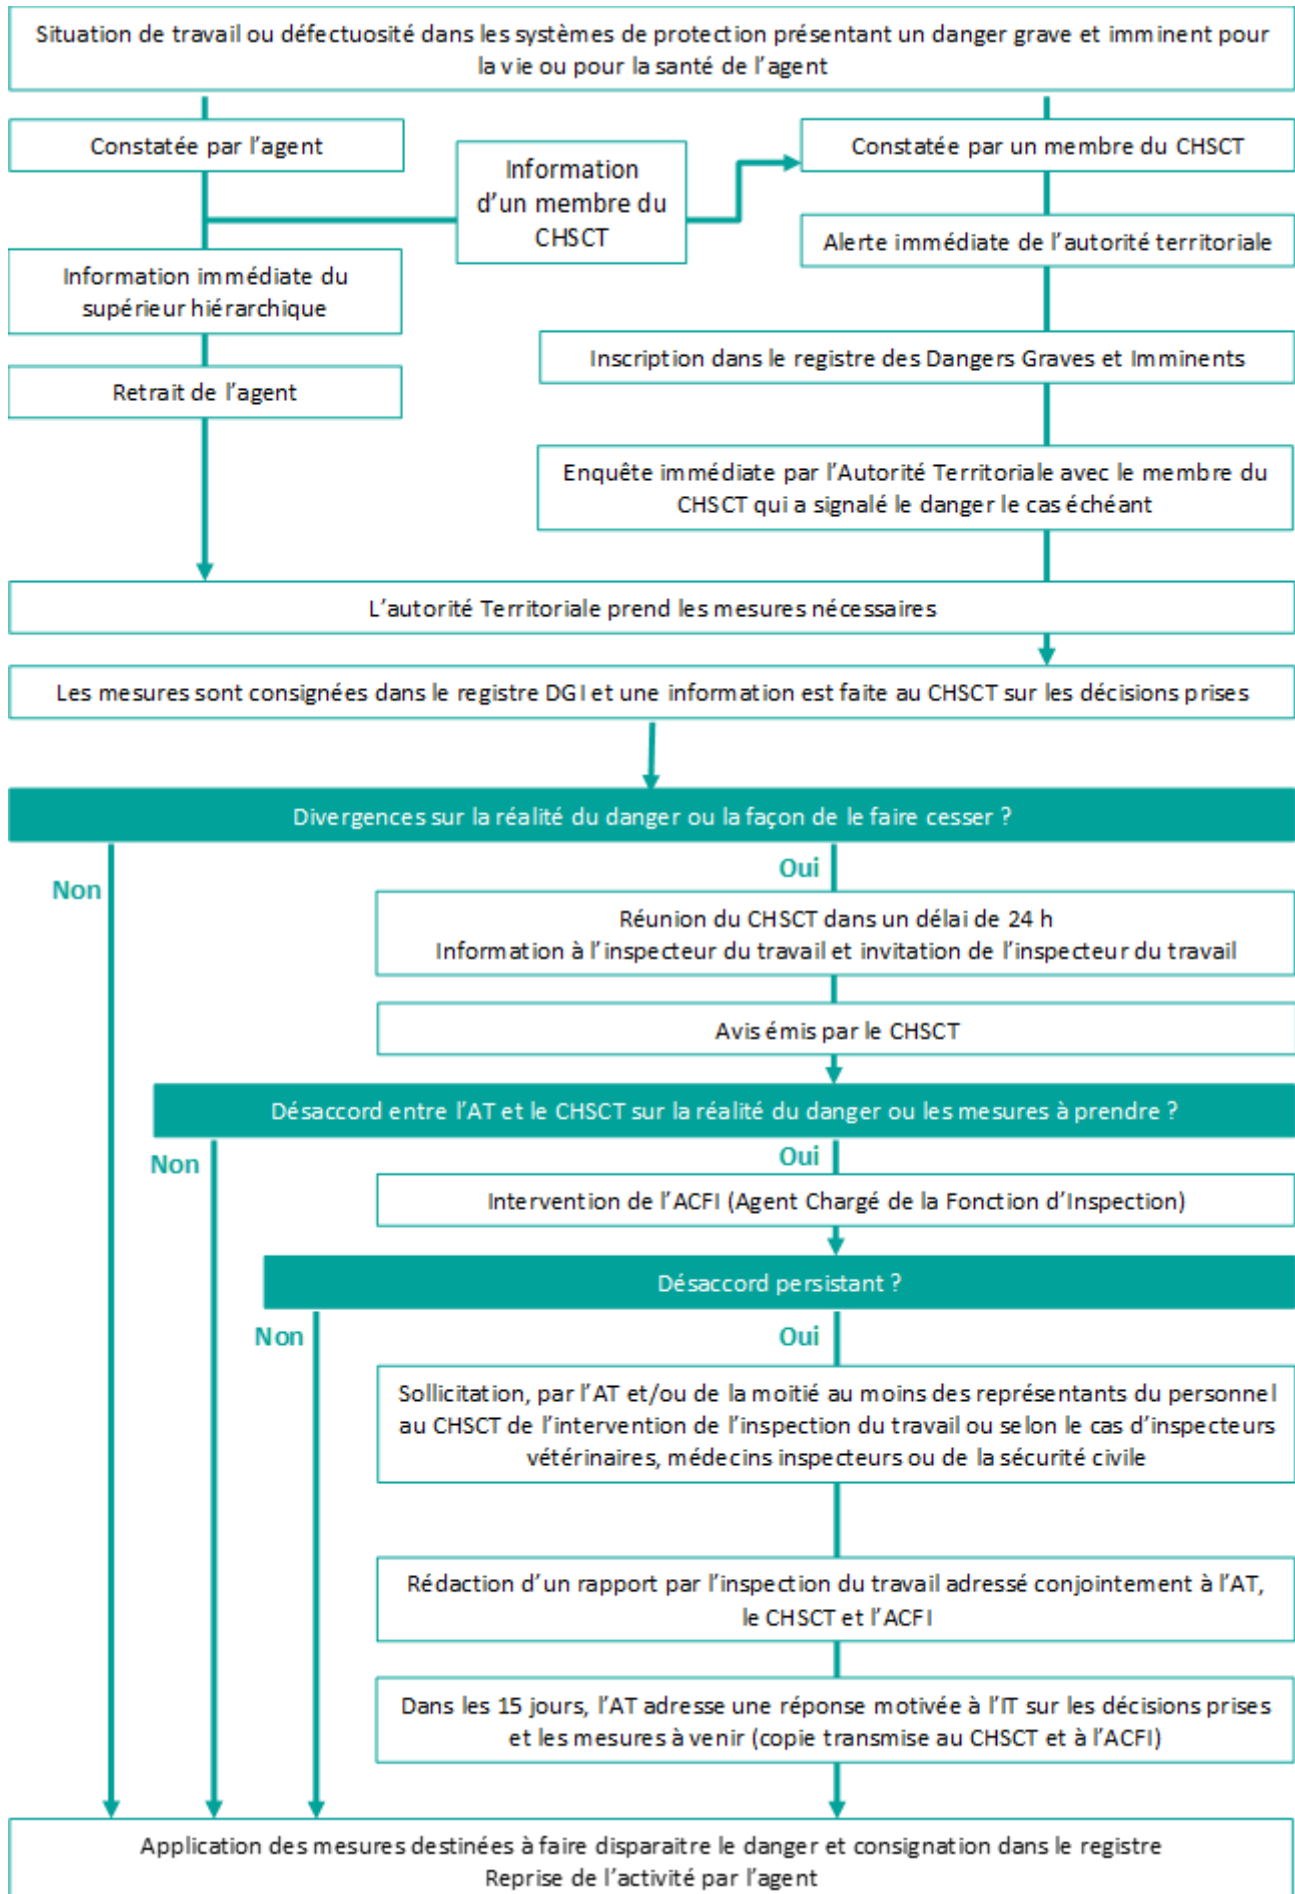 Situation de travail ou défectuosité dans les systèmes de protection présentant un danger grave et imminent pour
la vie ou pour la santé de l'agent
Constatée par l'agent
Information
d'un membre du
CHSCT
Constatée par un membre du CHSCT
Alerte immédiate de l'autorité territoriale
Information immédiate du
supérieur hiérarchique
Inscription dans le registre des Dangers Graves et Imminents
Retrait de l'agent
Enquête immédiate par l'Autorité Territoriale avec le membre du
CHSCT qui a signalé le danger le cas échéant
L'autorité Territoriale prend les mesures nécessaires
Les mesures sont consignées dans le registre DGI et une information est faite au CHSCT sur les décisions prises
Divergences sur la réalité du danger ou la façon de le faire cesser ?
Non
Oui
Réunion du CHSCT dans un délai de 24 h
Information à l'inspecteur du travail et invitation de l'inspecteur du travail
Avis émis par le CHSCT
Désaccord entre l'AT et le CHSCT sur la réalité du danger ou les mesures à prendre ?
Non
Oui
Intervention de l'ACFI (Agent Chargé de la Fonction d'Inspection)
Désaccord persistant ?
Non
Oui
Sollicitation, par l'AT et/ou de la moitié au moins des représentants du personnel
au CHSCT de l'intervention de l'inspection du travail ou selon le cas d'inspecteurs
vétérinaires, médecins inspecteurs ou de la sécurité civile
Rédaction d'un rapport par l'inspection du travail adressé conjointement à l'AT,
le CHSCT et l'ACFI
Dans les 15 jours, l'AT adresse une réponse motivée à l'IT sur les décisions prises
et les mesures à venir (copie transmise au CHSCT et à l'ACFI)
Application des mesures destinées à faire disparaitre le danger et consignation dans le registre
Reprise de l'activité par l'agent